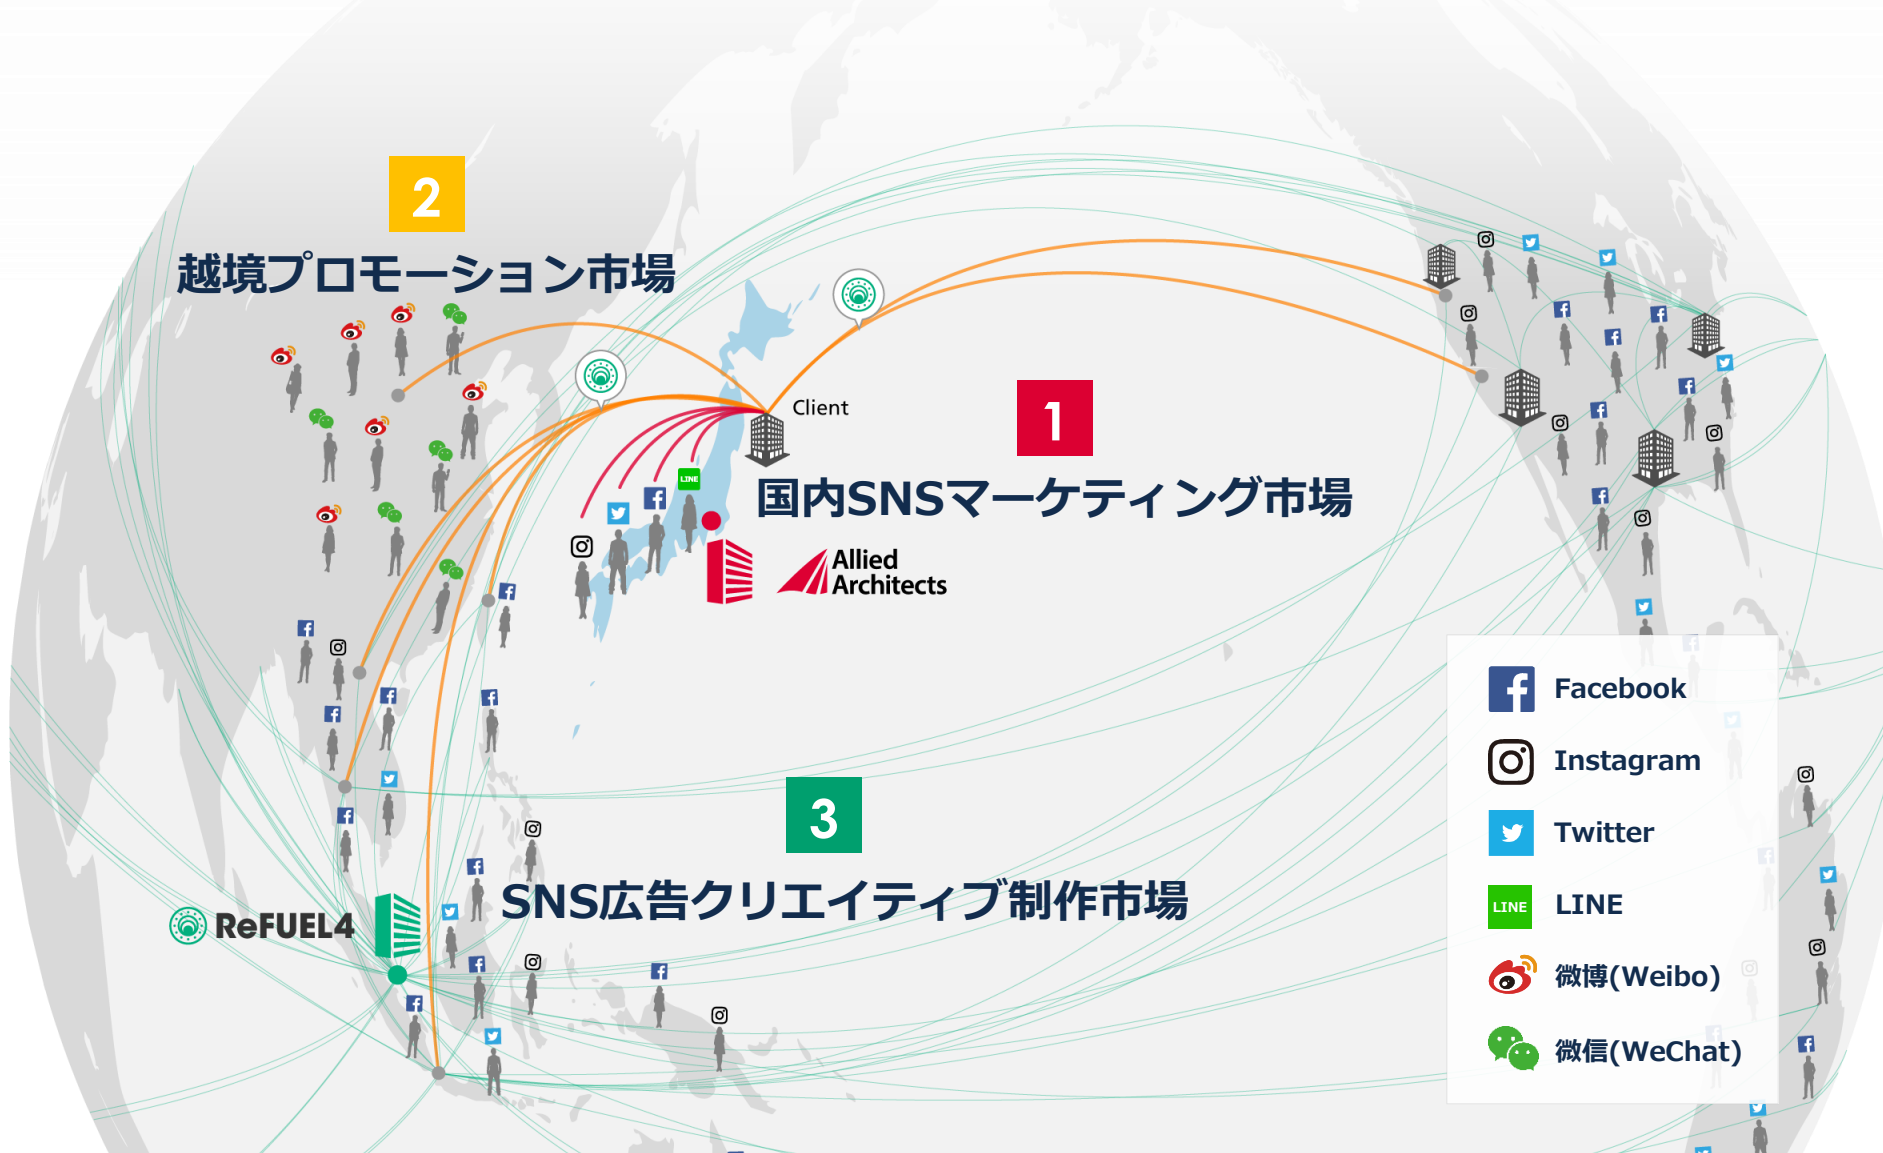 2
越境プロモーション市場
Client
1
国内SNSマーケティング市場
LINE
Allied
Architects
3
SNS広告クリエイティブ制作市場
ReFUEL4
Facebook
Instagram
Twitter
LINE
LINE
微博(Weibo)
微信(WeChat)